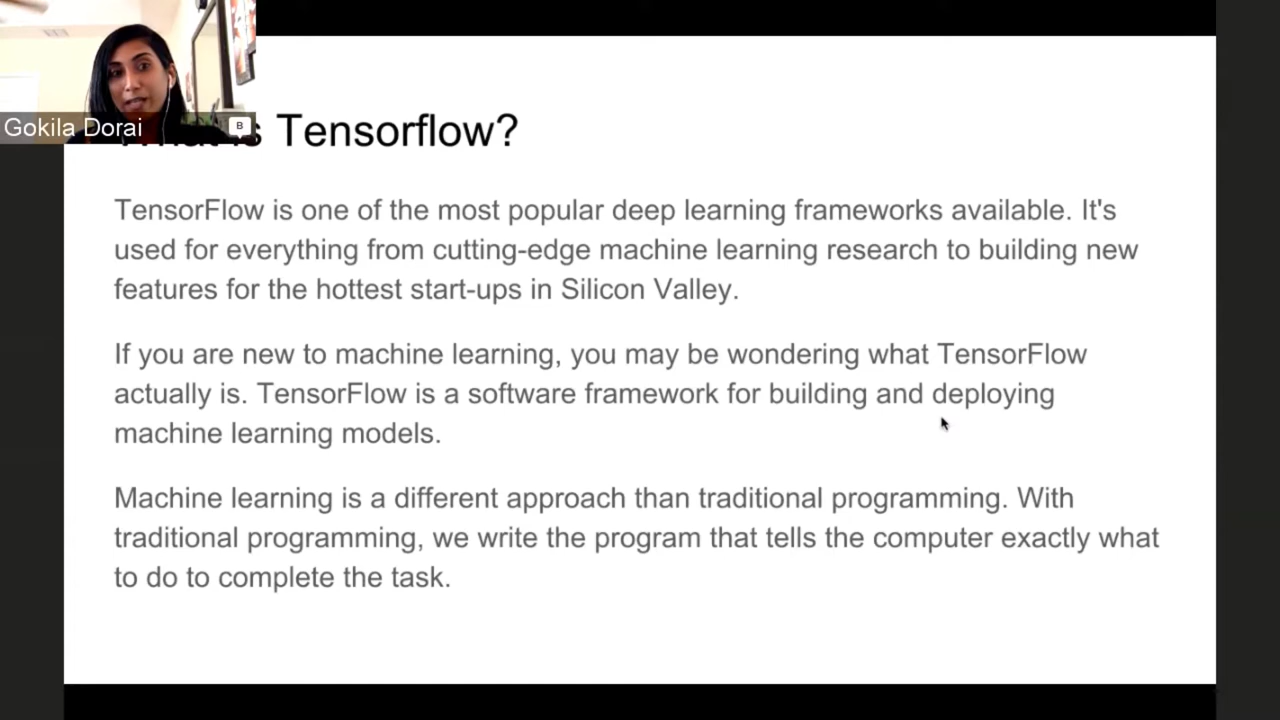 Gokila Dorai
B
What is Tensorflow?
TensorFlow is one of the most popular deep learning frameworks available. It's
used for everything from cutting-edge machine learning research to building new
features for the hottest start-ups in Silicon Valley.
If you are new to machine learning, you may be wondering what TensorFlow
actually is. TensorFlow is a software framework for building and deploying
machine learning models.
Machine learning is a different approach than traditional programming. With
traditional programming, we write the program that tells the computer exactly what
to do to complete the task.